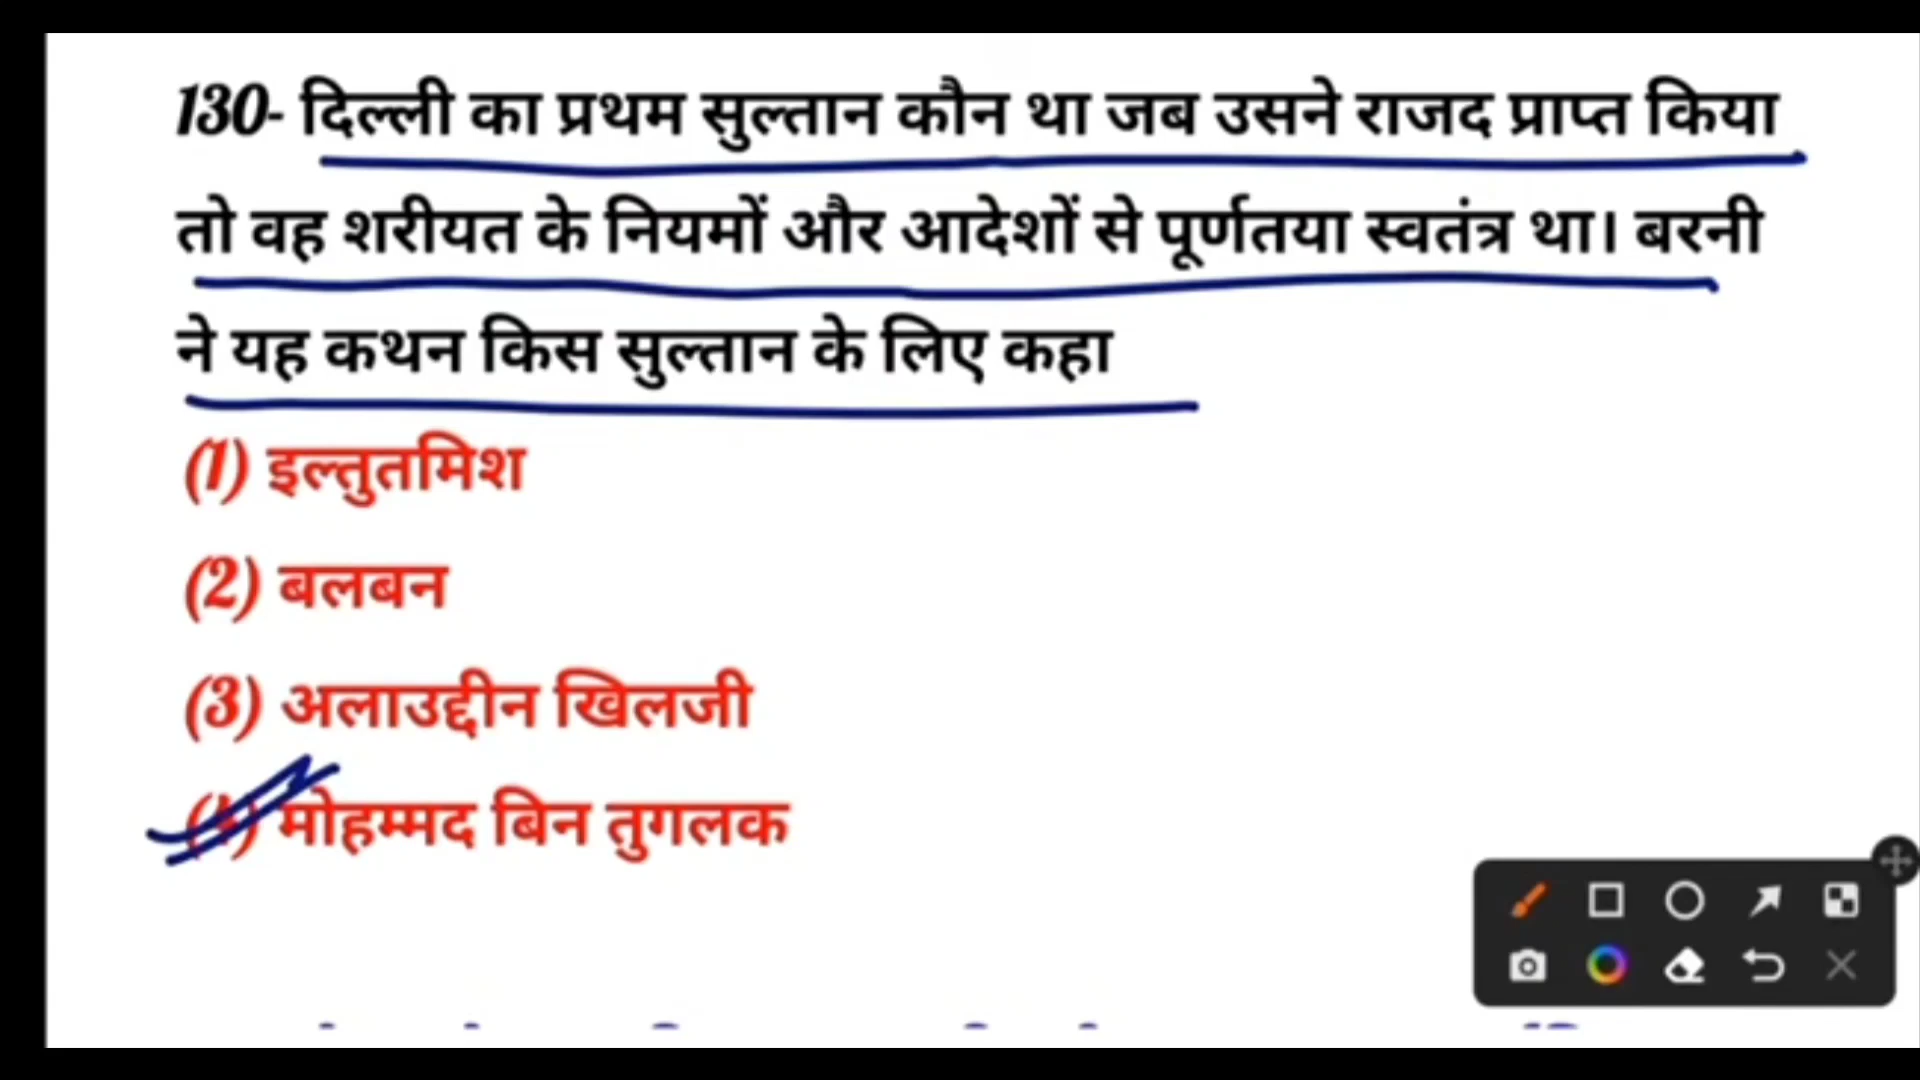 130- दिल्ली का प्रथम सुल्तान कौन था जब उसने राजद प्राप्त किया
तो वह शरीयत के नियमों और आदेशों से पूर्णतया स्वतंत्र था। बरनी
ने यह कथन किस सुल्तान के लिए कहा
(1) इल्तुतमिश
(2) बलबन
(3) अलाउद्दीन खिलजी
(4) मोहम्मद बिन तुगलक